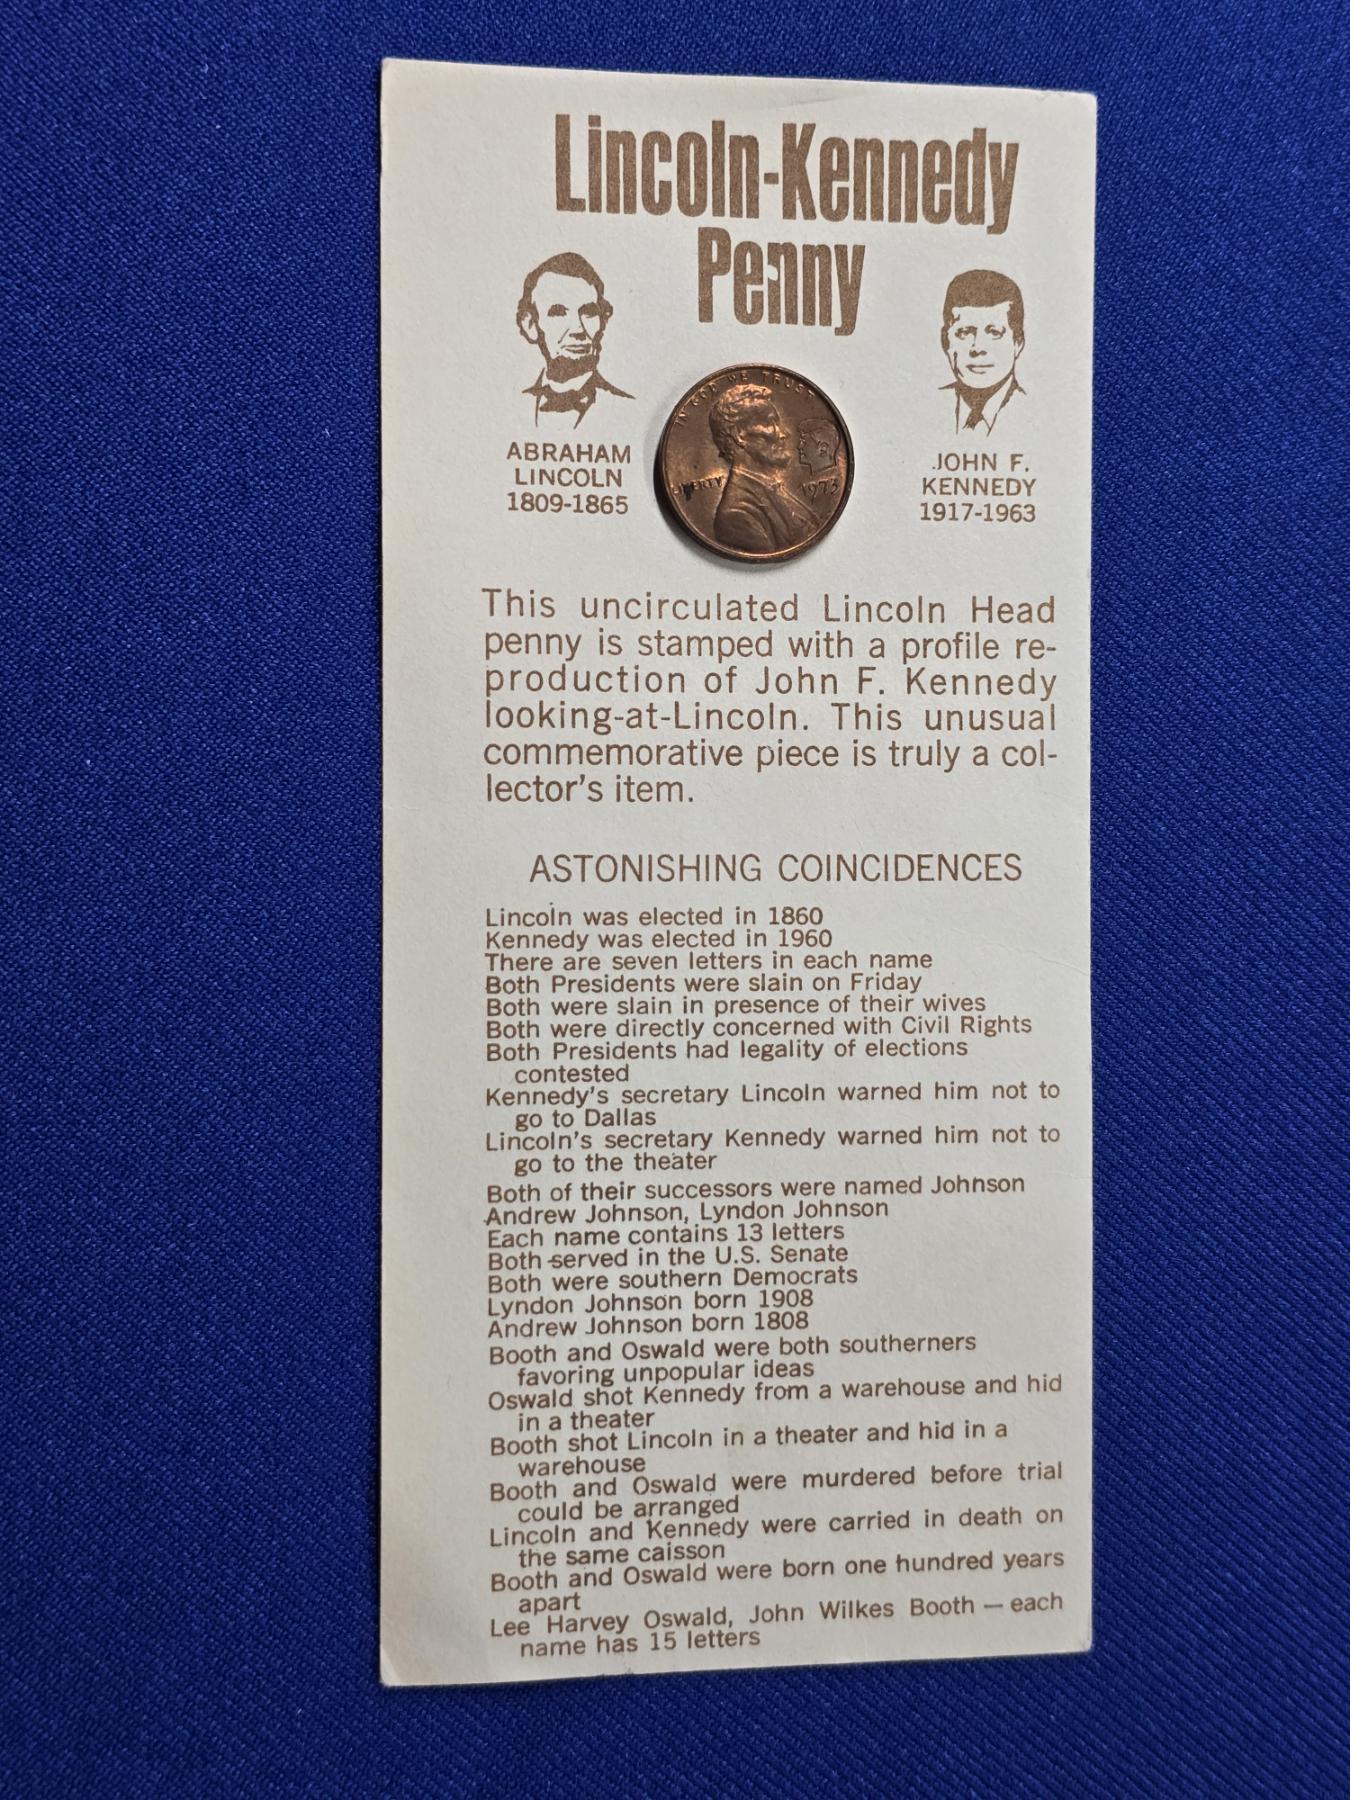 Lincoln-Kennedy
Penny
ABRAHAM
LINCOLN
1809-1865
JOHN F.
KENNEDY
1917-1963
IN GOD WE TRUST
LIBERTY
1973
This uncirculated Lincoln Head
penny is stamped with a profile re-
production of John F. Kennedy
looking-at-Lincoln. This unusual
commemorative piece is truly a col-
lector's item.
ASTONISHING COINCIDENCES
Lincoln was elected in 1860
Kennedy was elected in 1960
There are seven letters in each name
Both Presidents were slain on Friday
Both were slain in presence of their wives
Both were directly concerned with Civil Rights
Both Presidents had legality of elections
contested
Kennedy's secretary Lincoln warned him not to
go to Dallas
Lincoln's secretary Kennedy warned him not to
go to the theater
Both of their successors were named Johnson
Andrew Johnson, Lyndon Johnson
Each name contains 13 letters
Both served in the U.S. Senate
Both were southern Democrats
Lyndon Johnson born 1908
Andrew Johnson born 1808
Booth and Oswald were both southerners
favoring unpopular ideas
Oswald shot Kennedy from a warehouse and hid
in a theater
Booth shot Lincoln in a theater and hid in a
warehouse
Booth and Oswald were murdered before trial
could be arranged
Lincoln and Kennedy were carried in death on
the same caisson
Booth and Oswald were born one hundred years
apart
Lee Harvey Oswald, John Wilkes Booth — each
name has 15 letters